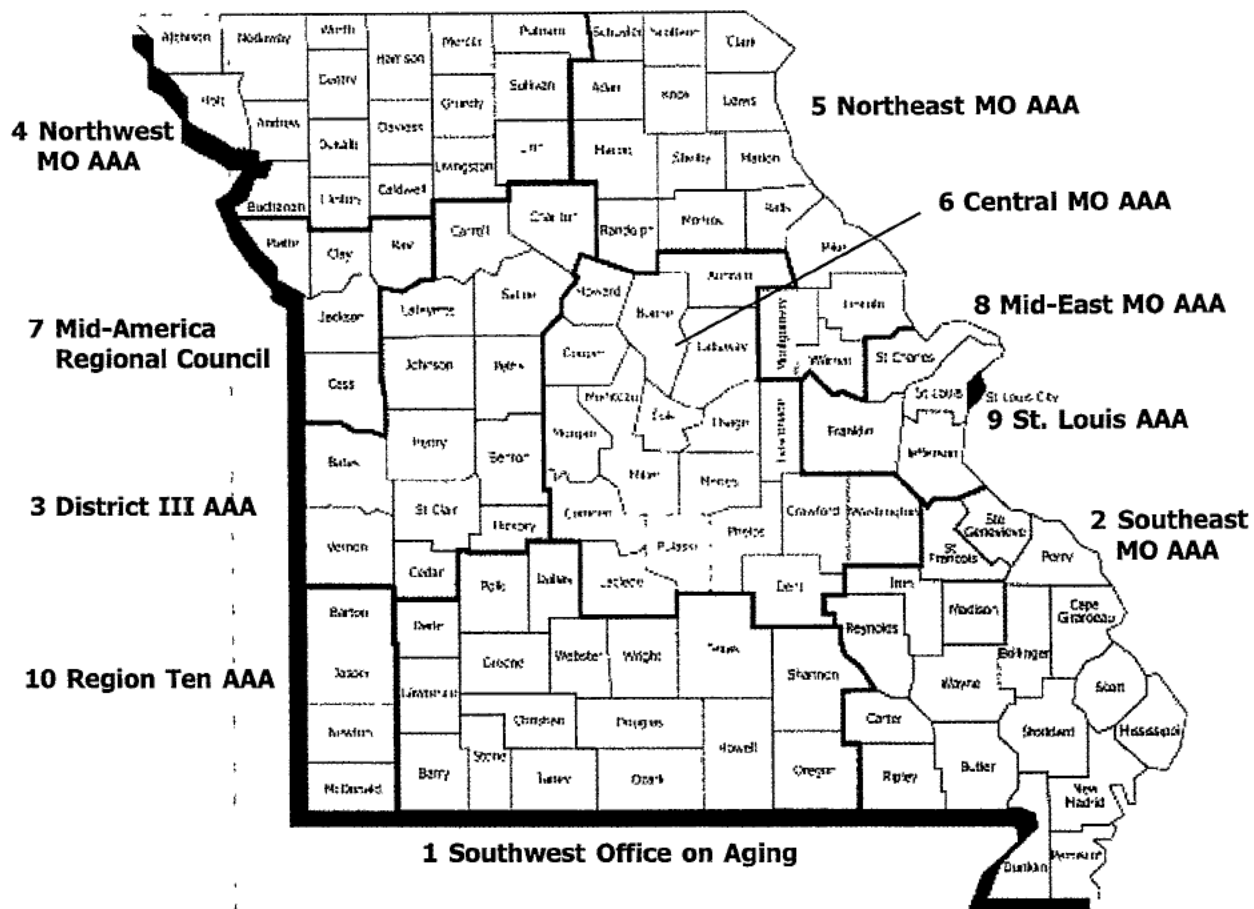 Atchison Nodaway Worth Harrison Mercer Putnam Schuyler Scotland Clark
Holt Andrew Gentry Sullivan Adair Knox Lewis
5 Northeast MO AAA
4 Northwest
MO AAA
Grundy Daviess Dekalb Linn Macon Shelby Marion
Buchanan Clinton Caldwell Livingston
6 Central MO AAA
Platte Clay Ray Carroll Chariton Randolph Monroe Ralls Pike
Howard Boone Audrain
7 Mid-America
Regional Council
Jackson Lafayette Saline Callaway Montgomery Lincoln
8 Mid-East MO AAA
Cass Johnson Pettis Cooper Moniteau Warren St Charles
St Louis St Louis City
9 St. Louis AAA
Bates Henry Benton Morgan Cole Osage Gasconade Franklin Jefferson
3 District III AAA
St Clair Hickory Camden Miller Maries
Vernon Cedar Pulaski Phelps Crawford Washington
2 Southeast
MO AAA
St Francois Ste Genevieve Perry
Barton Dade Polk Dallas Laclede Dent Iron Madison Cape Girardeau
Reynolds Bollinger
10 Region Ten AAA
Jasper Lawrence Greene Webster Wright Texas Shannon Wayne Scott
Newton Christian Douglas Howell Carter Stoddard Mississippi
McDonald Barry Stone Taney Ozark Oregon Ripley Butler New Madrid
1 Southwest Office on Aging
Dunklin Pemiscot